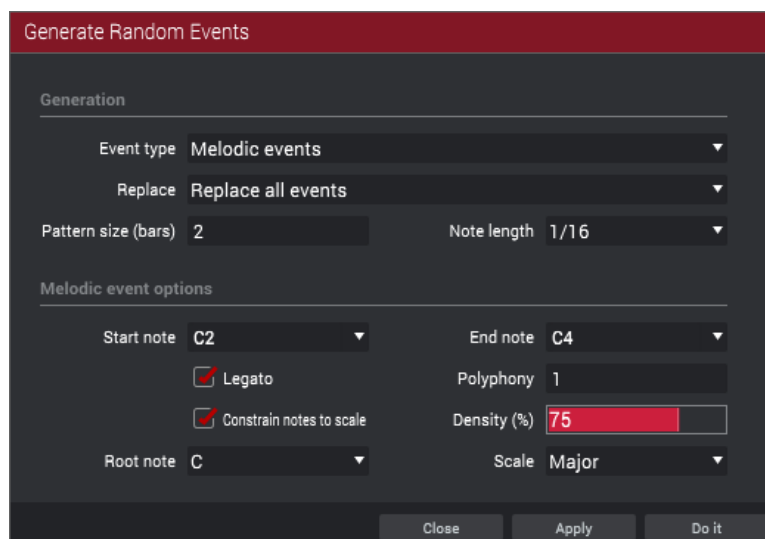 Generate Random Events
Generation
Event type Melodic events
Replace Replace all events
Pattern size (bars) 2 Note length 1/16
Melodic event options
Start note C2 End note C4
Legato Polyphony 1
Constrain notes to scale Density (%) 75
Root note C Scale Major
Close Apply Do it